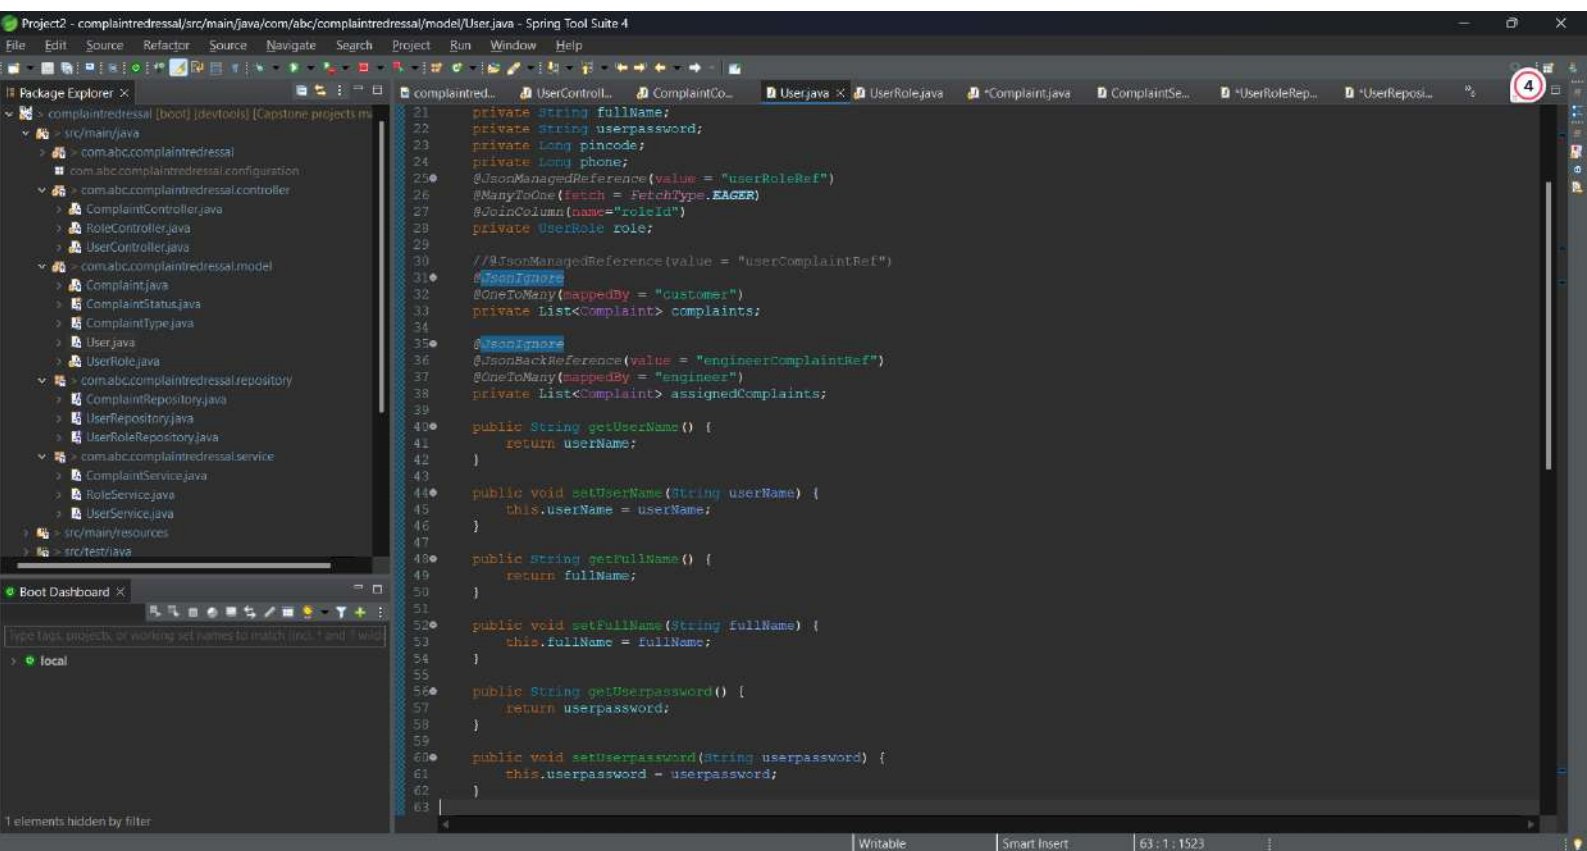 Project2 - complaintredressal/src/main/java/com/abc/complaintredressal/model/User.java - Spring Tool Suite 4
File Edit Source Refactor Source Navigate Search Project Run Window Help
Package Explorer
complaintred... UserControll... ComplaintCo... User.java UserRole.java *Complaint.java ComplaintSe... *UserRoleRep... *UserReposi...
4
> complaintredressal [boot] [devtools] [Capstone projects ma
> src/main/java
> com.abc.complaintredressal
com.abc.complaintredressal.configuration
> com.abc.complaintredressal.controller
ComplaintController.java
RoleController.java
UserController.java
> com.abc.complaintredressal.model
Complaint.java
ComplaintStatus.java
ComplaintType.java
User.java
UserRole.java
> com.abc.complaintredressal.repository
ComplaintRepository.java
UserRepository.java
UserRoleRepository.java
> com.abc.complaintredressal.service
ComplaintService.java
RoleService.java
UserService.java
> src/main/resources
> src/test/java
Boot Dashboard
Type tags, projects, or working set names to match (incl. * and ? wild
local
1 elements hidden by filter
21 private String fullName;
22 private String userpassword;
23 private Long pincode;
24 private Long phone;
25 @JsonManagedReference(value = "userRoleRef")
26 @ManyToOne(fetch = FetchType.EAGER)
27 @JoinColumn(name="roleId")
28 private UserRole role;
29
30 //@JsonManagedReference(value = "userComplaintRef")
31 @JsonIgnore
32 @OneToMany(mappedBy = "customer")
33 private List<Complaint> complaints;
34
35 @JsonIgnore
36 @JsonBackReference(value = "engineerComplaintRef")
37 @OneToMany(mappedBy = "engineer")
38 private List<Complaint> assignedComplaints;
39
40 public String getUserName() {
41 return userName;
42 }
43
44 public void setUserName(String userName) {
45 this.userName = userName;
46 }
47
48 public String getFullName() {
49 return fullName;
50 }
51
52 public void setFullName(String fullName) {
53 this.fullName = fullName;
54 }
55
56 public String getUserpassword() {
57 return userpassword;
58 }
59
60 public void setUserpassword(String userpassword) {
61 this.userpassword = userpassword;
62 }
63
Writable Smart Insert 63 : 1 : 1523